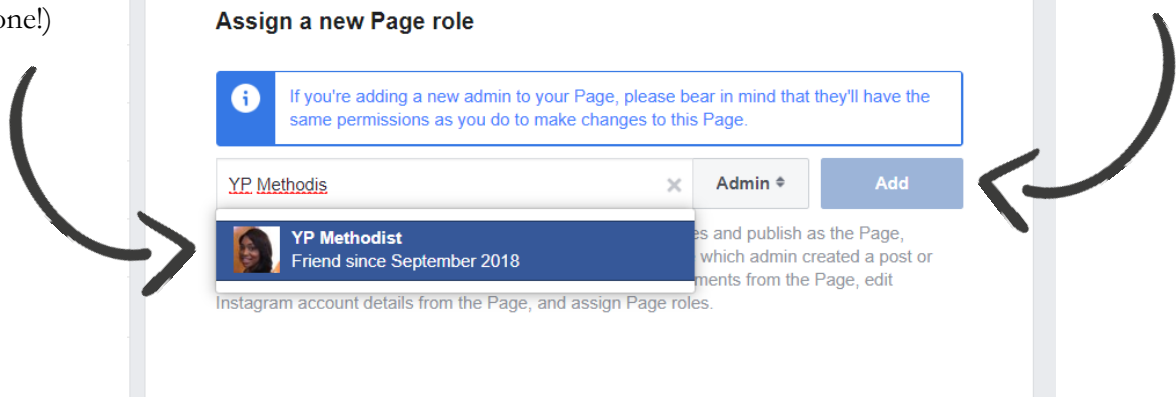 one!)
Assign a new Page role
If you're adding a new admin to your Page, please bear in mind that they'll have the
same permissions as you do to make changes to this Page.
YP Methodis
Admin
Add
YP Methodist
Friend since September 2018
and publish as the Page,
which admin created a post or
from the Page, edit
Instagram account details from the Page, and assign Page roles.